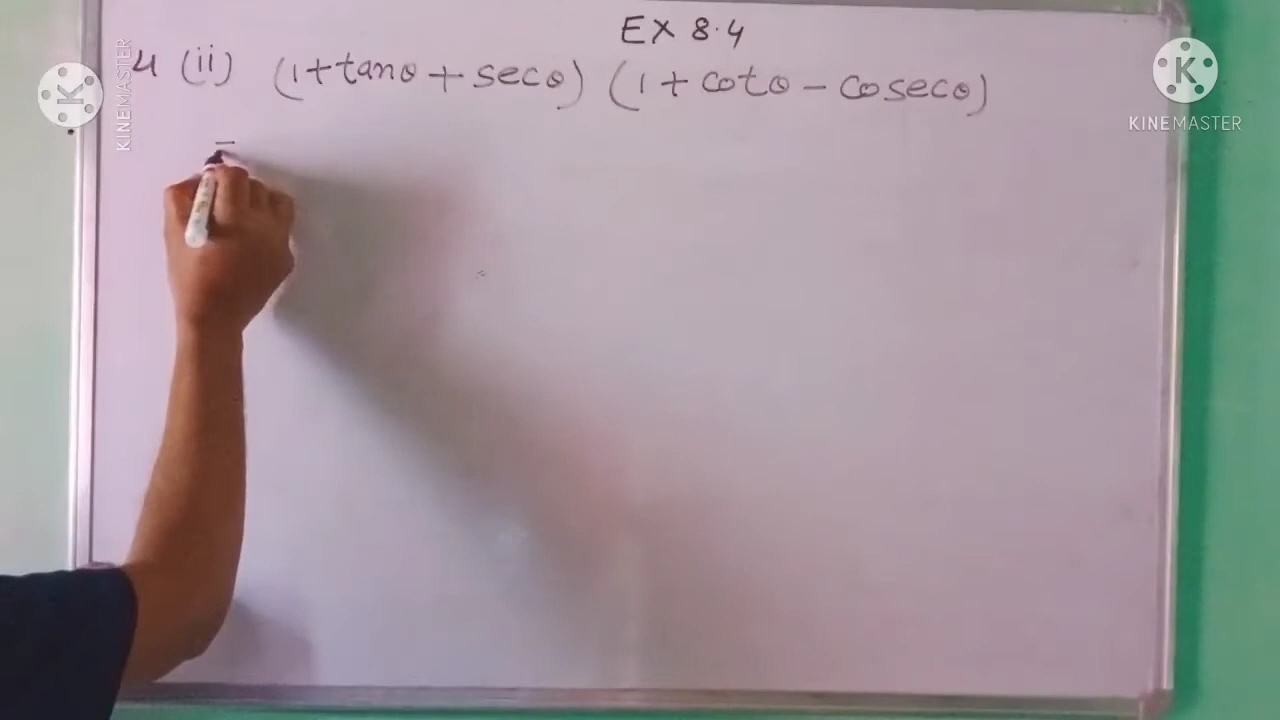 EX 8.4
4 (ii) (1+tanθ + secθ) (1 + cotθ - cosecθ)
=
KINEMASTER
KINEMASTER